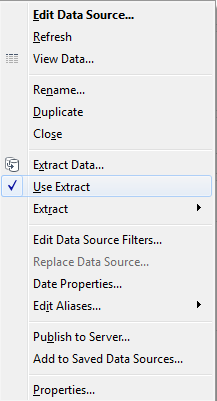 Edit Data Source...
Refresh
View Data...
Rename...
Duplicate
Close
Extract Data...
Use Extract
Extract
Edit Data Source Filters...
Replace Data Source...
Date Properties...
Edit Aliases...
Publish to Server...
Add to Saved Data Sources...
Properties...